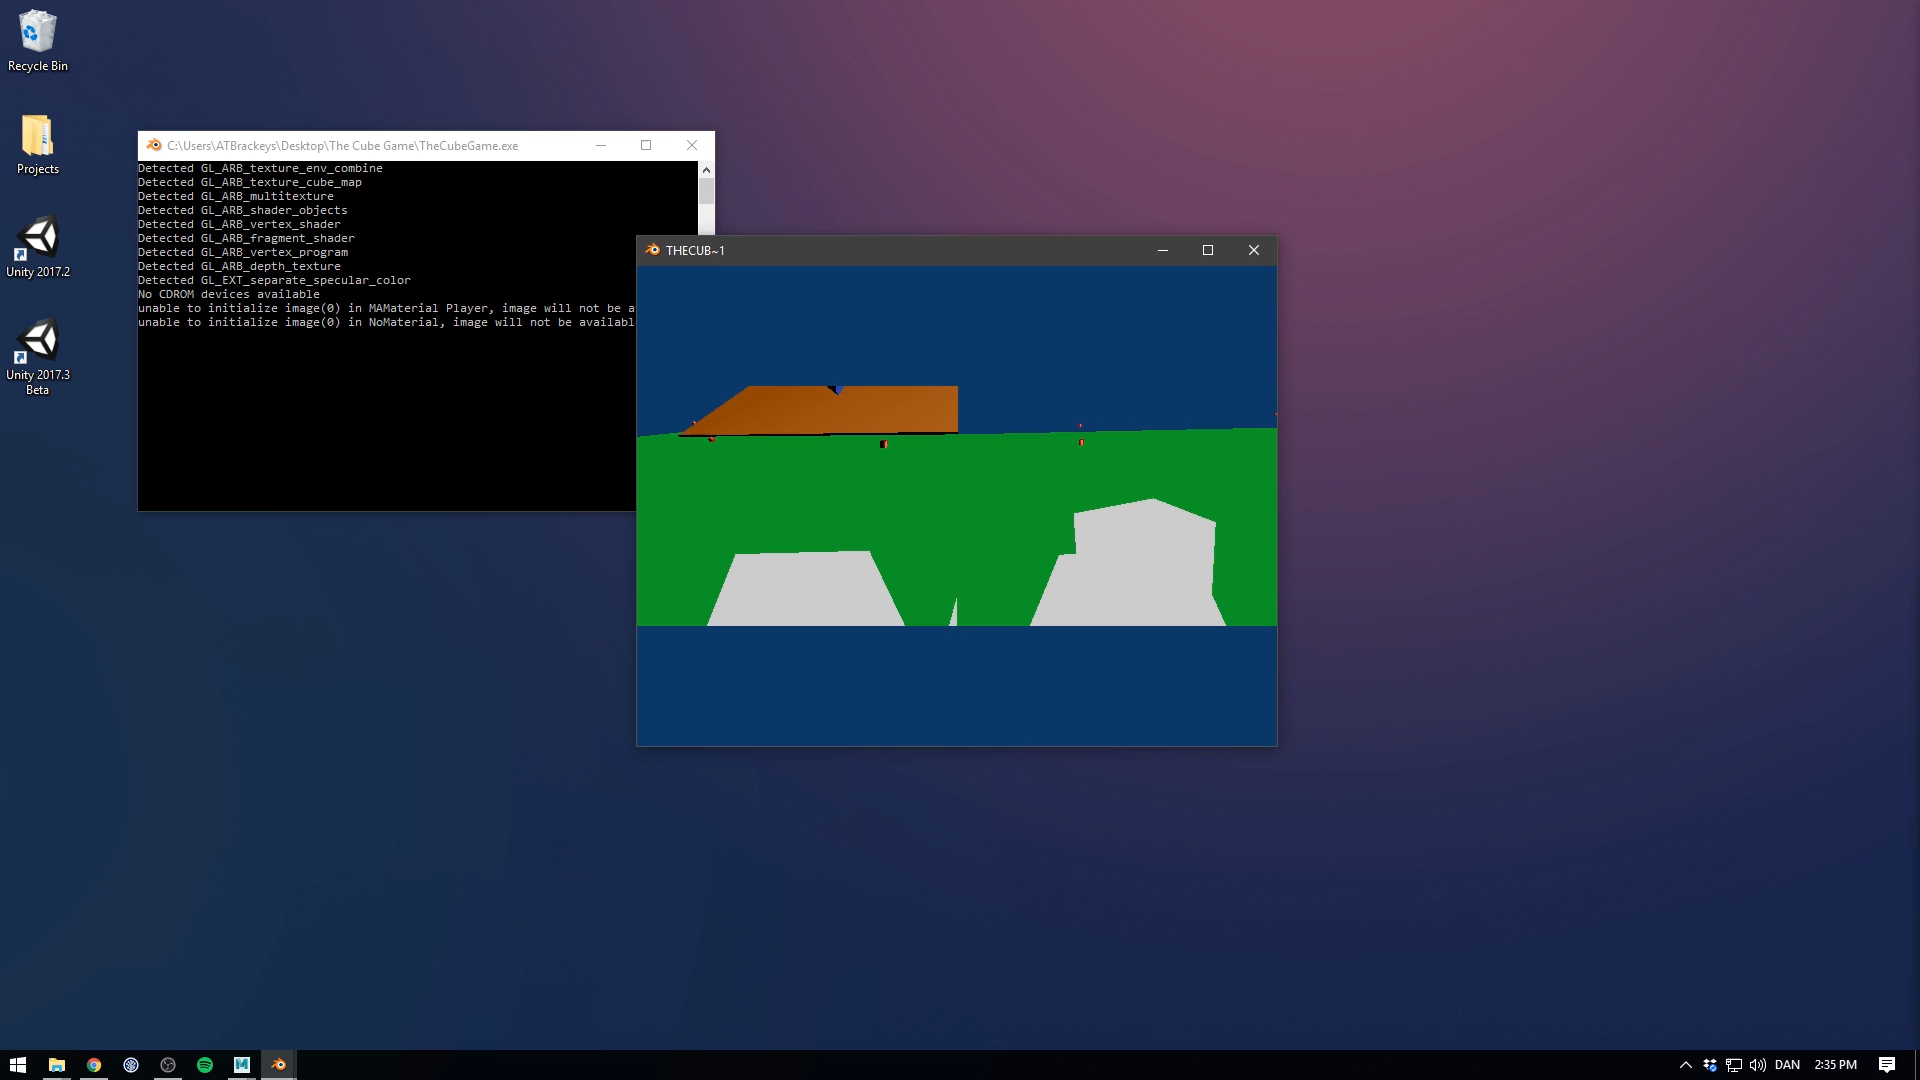 Recycle Bin
Projects
Unity 2017.2
Unity 2017.3
Beta
C:\Users\ATBrackeys\Desktop\The Cube Game\TheCubeGame.exe
Detected GL_ARB_texture_env_combine
Detected GL_ARB_texture_cube_map
Detected GL_ARB_multitexture
Detected GL_ARB_shader_objects
Detected GL_ARB_vertex_shader
Detected GL_ARB_fragment_shader
Detected GL_ARB_vertex_program
Detected GL_ARB_depth_texture
Detected GL_EXT_separate_specular_color
No CDROM devices available
unable to initialize image(0) in MAMaterial Player, image will not be a
unable to initialize image(0) in NoMaterial, image will not be availabl
THECUB~1
DAN
2:35 PM